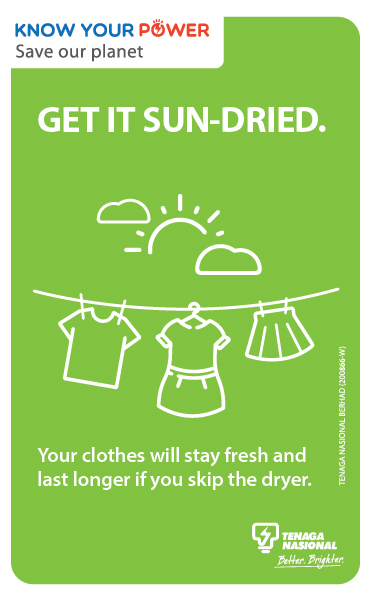 KNOW YOUR POWER
Save our planet
GET IT SUN-DRIED.
Your clothes will stay fresh and
last longer if you skip the dryer.
TENAGA NASIONAL BERHAD (200866-W)
TENAGA
NASIONAL
Better. Brighter.